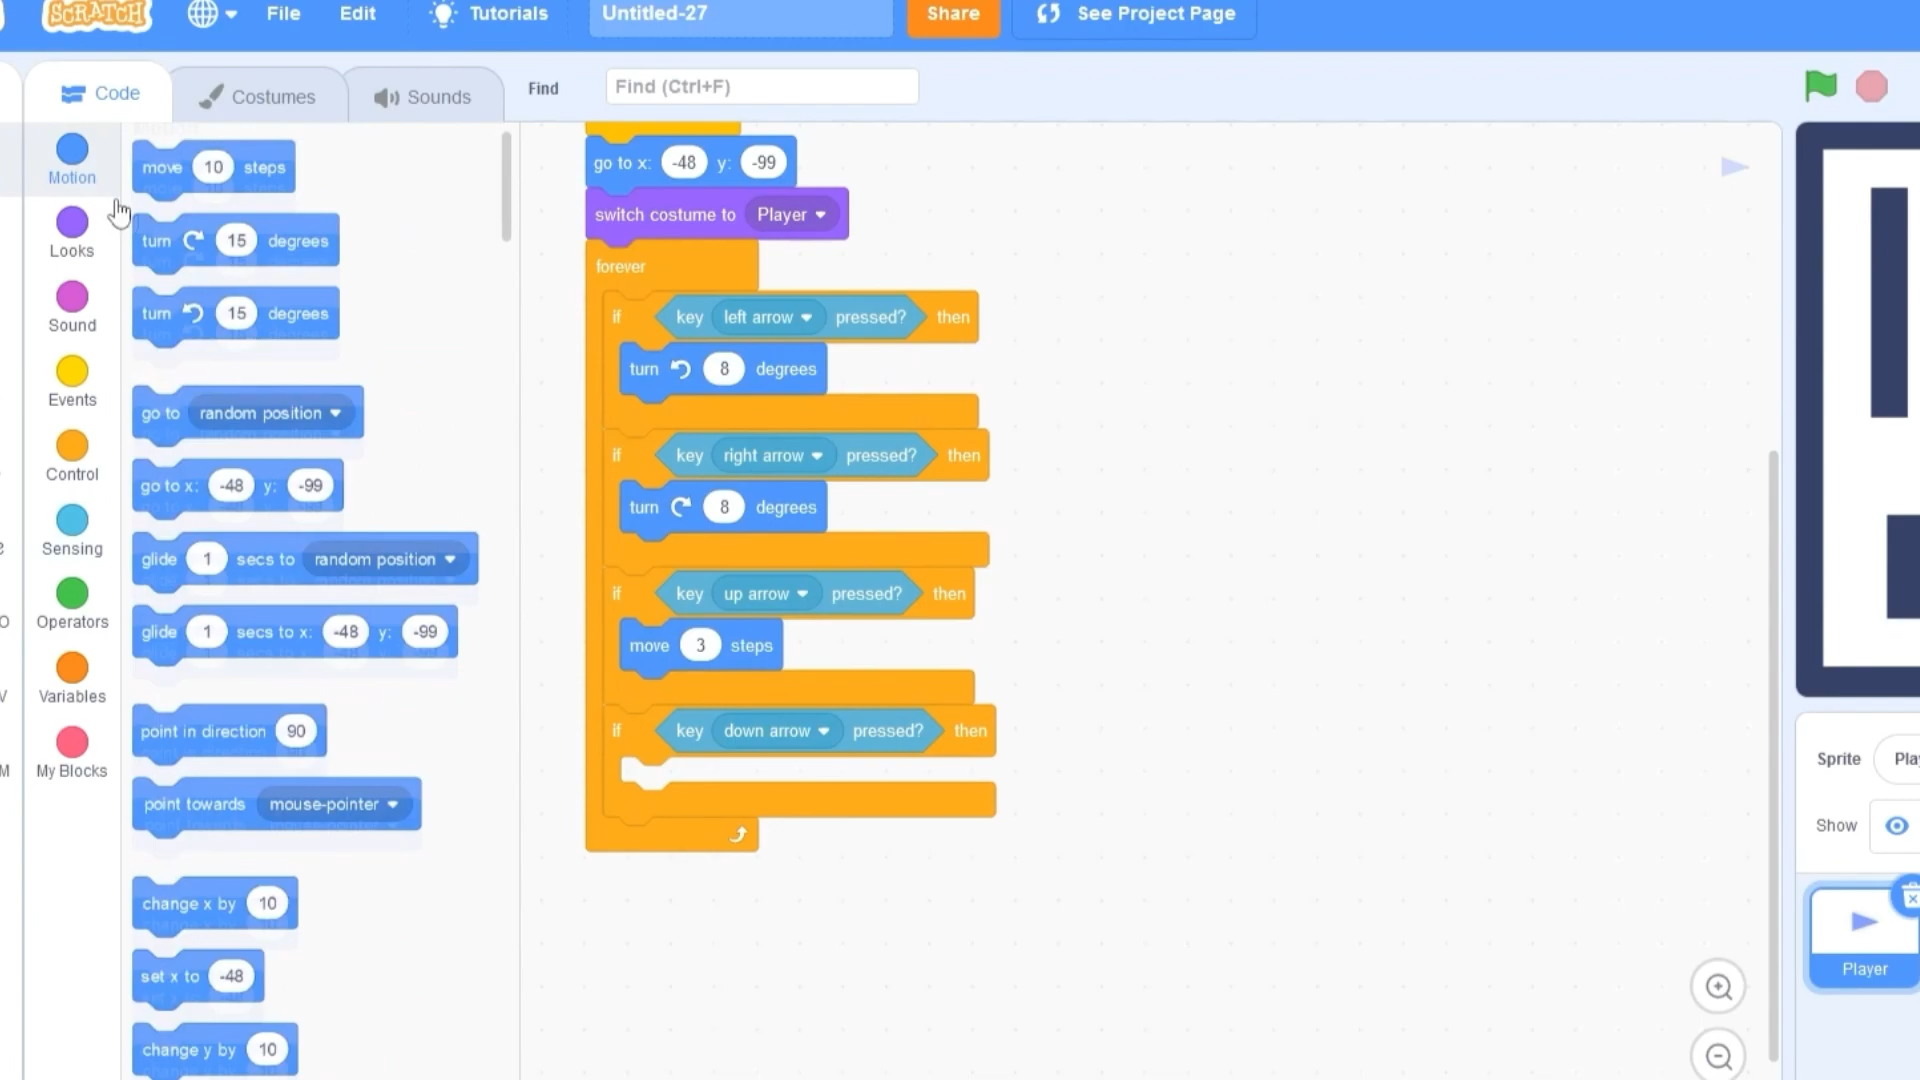 SCRATCH
File
Edit
Tutorials
Untitled-27
Share
See Project Page
Code
Costumes
Sounds
Find
Find (Ctrl+F)
Motion
Looks
Sound
Events
Control
Sensing
Operators
Variables
My Blocks
move 10 steps
turn 15 degrees
turn 15 degrees
go to random position
go to x: -48 y: -99
glide 1 secs to random position
glide 1 secs to x: -48 y: -99
point in direction 90
point towards mouse-pointer
change x by 10
set x to -48
change y by 10
go to x: -48 y: -99
switch costume to Player
forever
if key left arrow pressed? then
turn 8 degrees
if key right arrow pressed? then
turn 8 degrees
if key up arrow pressed? then
move 3 steps
if key down arrow pressed? then
Sprite
Play
Show
Player